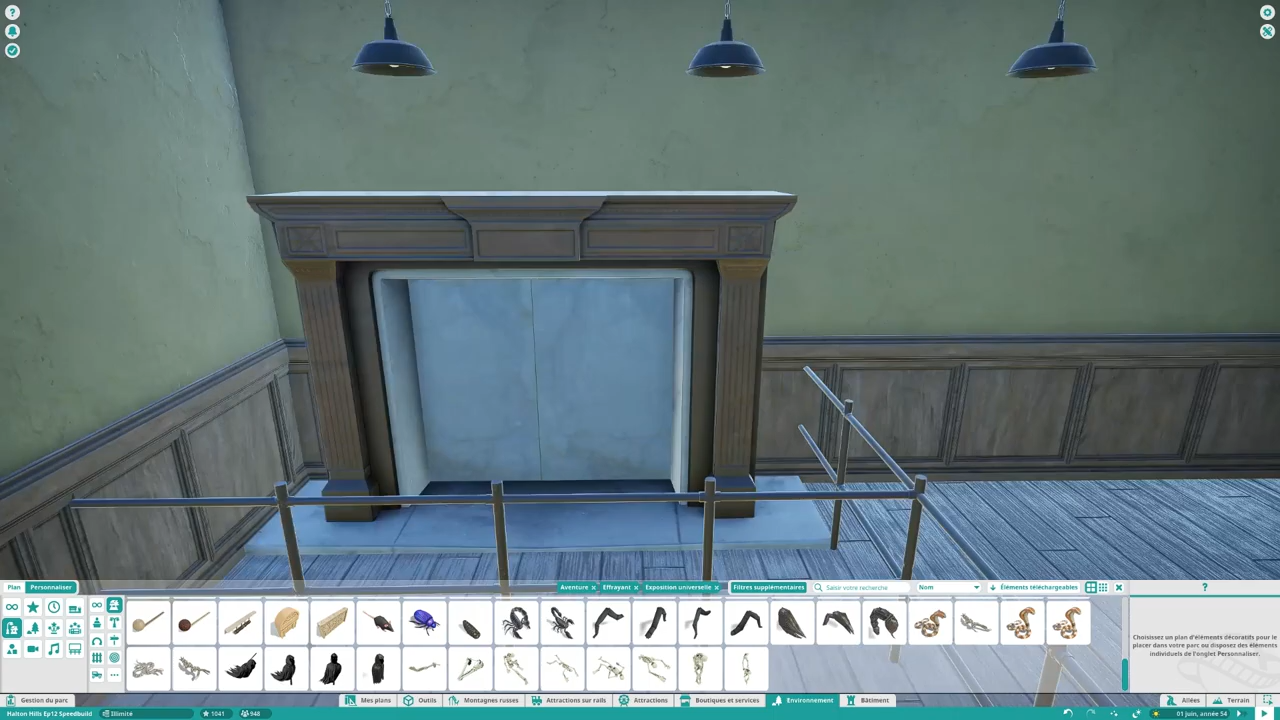 Plan Personnaliser
Aventure × Effrayant × Exposition universelle × Filtres supplémentaires Saisir votre recherche Nom Éléments téléchargeables
Choisissez un plan d'éléments décoratifs pour le
placer dans votre parc ou disposez des éléments
individuels de l'onglet Personnaliser.
Gestion du parc Mes plans Outils Montagnes russes Attractions sur rails Attractions Boutiques et services Environnement Bâtiment Allées Terrain
Halton Hills Ep12 Speedbuild Illimité 1041 948 01 juin, année 54